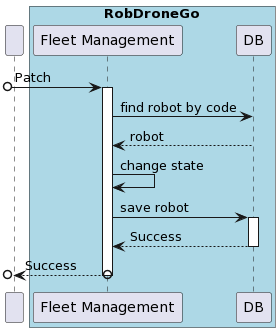 RobDroneGo
Fleet Management DB
Patch
find robot by code
robot
change state
save robot
Success
Success
Fleet Management DB